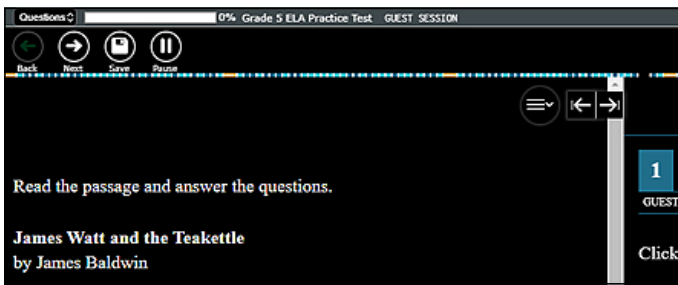 Questions 0% Grade 5 ELA Practice Test GUEST SESSION
Back Next Save Pause
Read the passage and answer the questions.
James Watt and the Teakettle
by James Baldwin
1
GUEST
Click